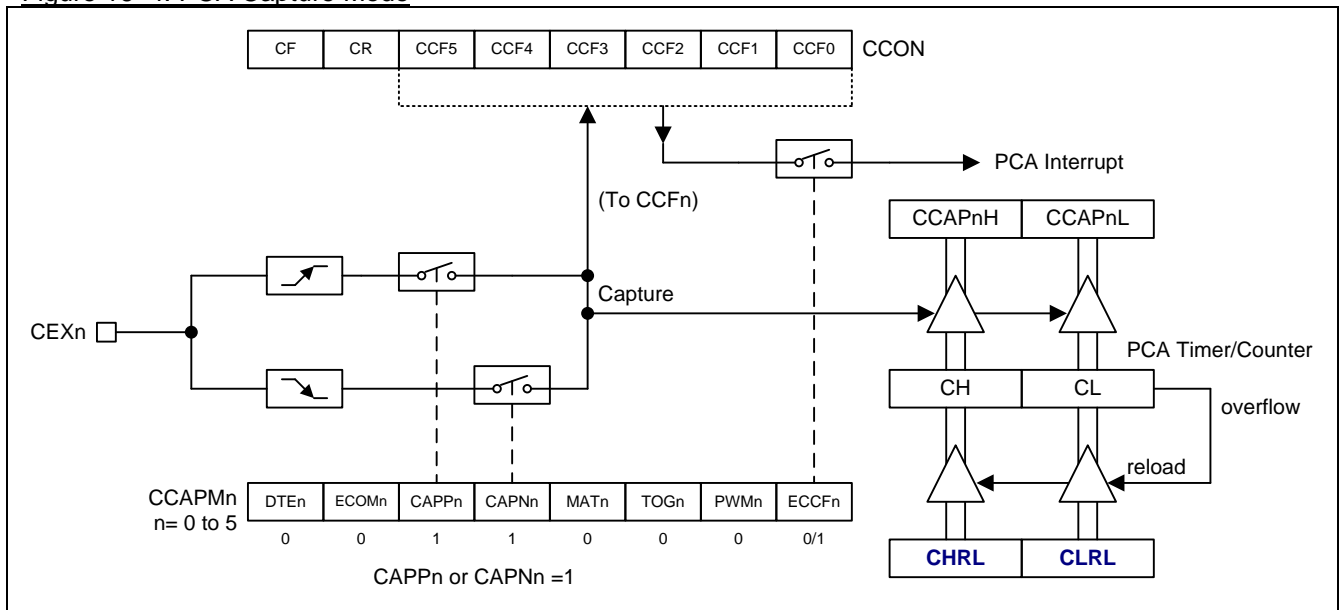 CF CR CCF5 CCF4 CCF3 CCF2 CCF1 CCF0 CCON
PCA Interrupt
(To CCFn)
CCAPnH CCAPnL
Capture
CEXn
PCA Timer/Counter
CH CL
overflow
reload
CCAPMn
n= 0 to 5
DTEn ECOMn CAPPn CAPNn MATn TOGn PWMn ECCFn
0 0 1 1 0 0 0 0/1
CHRL CLRL
CAPPn or CAPNn =1